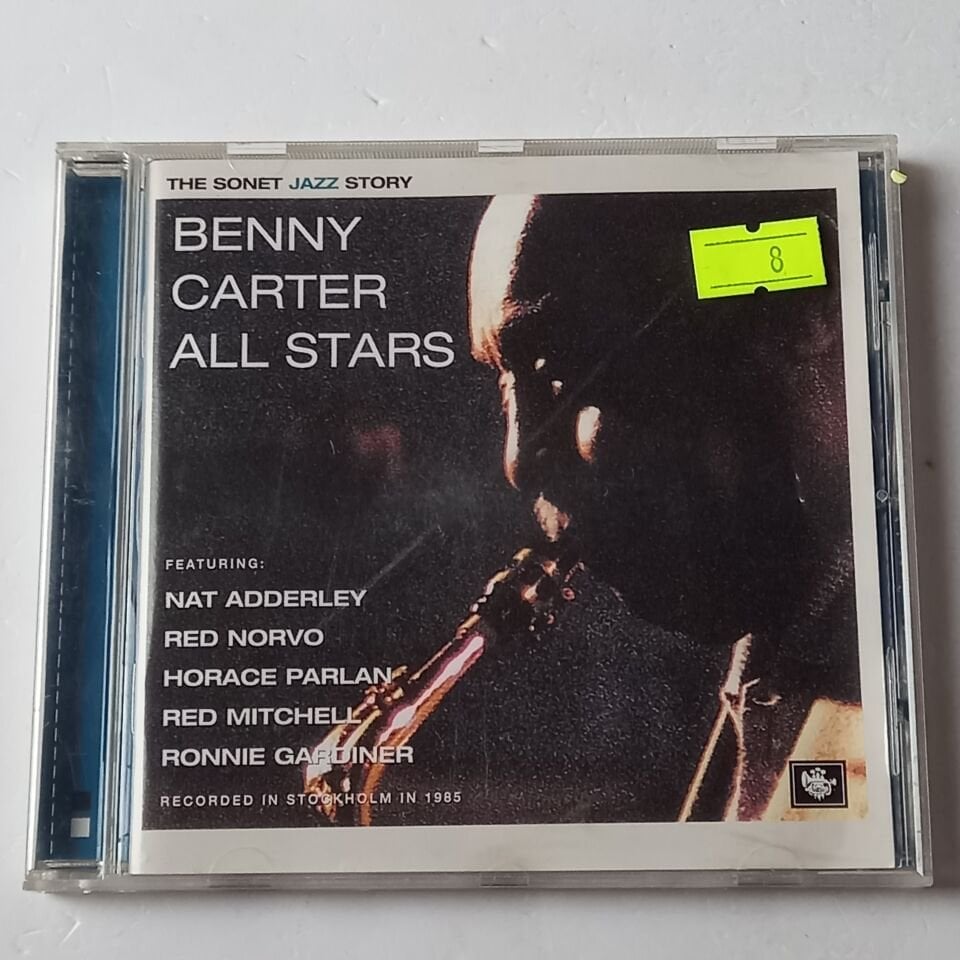 THE SONET JAZZ STORY
BENNY
CARTER
ALL STARS
8
FEATURING:
NAT ADDERLEY
RED NORVO
HORACE PARLAN
RED MITCHELL
RONNIE GARDINER
RECORDED IN STOCKHOLM IN 1985